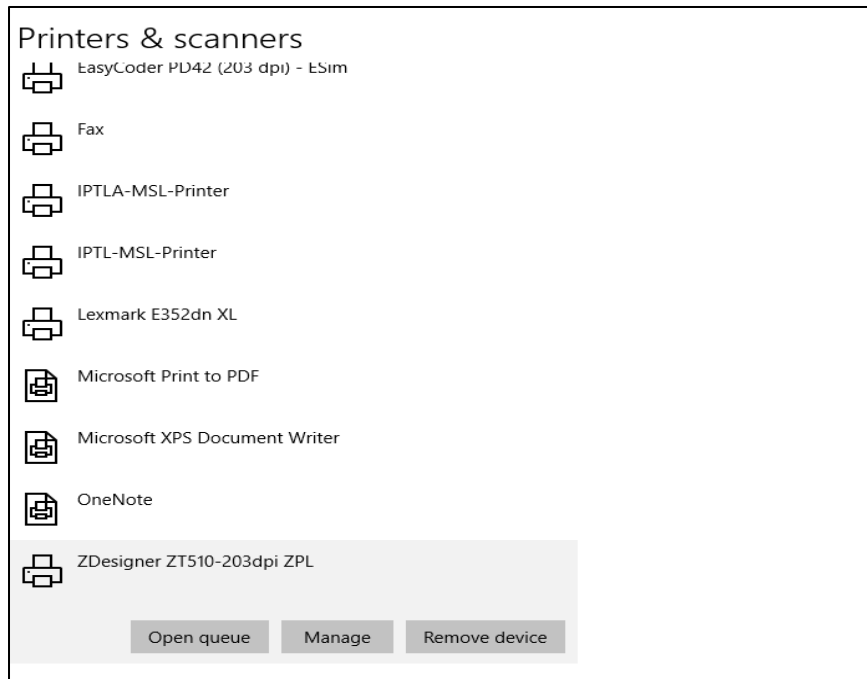 Printers & scanners
EasyCoder PD42 (203 dpi) - ESim
Fax
IPTLA-MSL-Printer
IPTL-MSL-Printer
Lexmark E352dn XL
Microsoft Print to PDF
Microsoft XPS Document Writer
OneNote
ZDesigner ZT510-203dpi ZPL
Open queue Manage Remove device